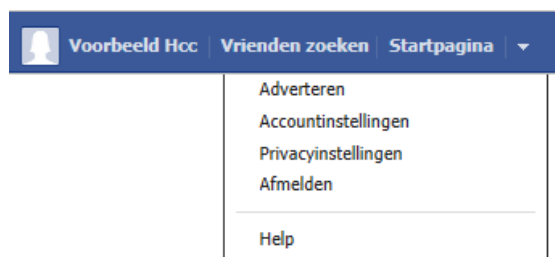 Voorbeeld Hcc Vrienden zoeken Startpagina
Adverteren
Accountinstellingen
Privacyinstellingen
Afmelden
Help